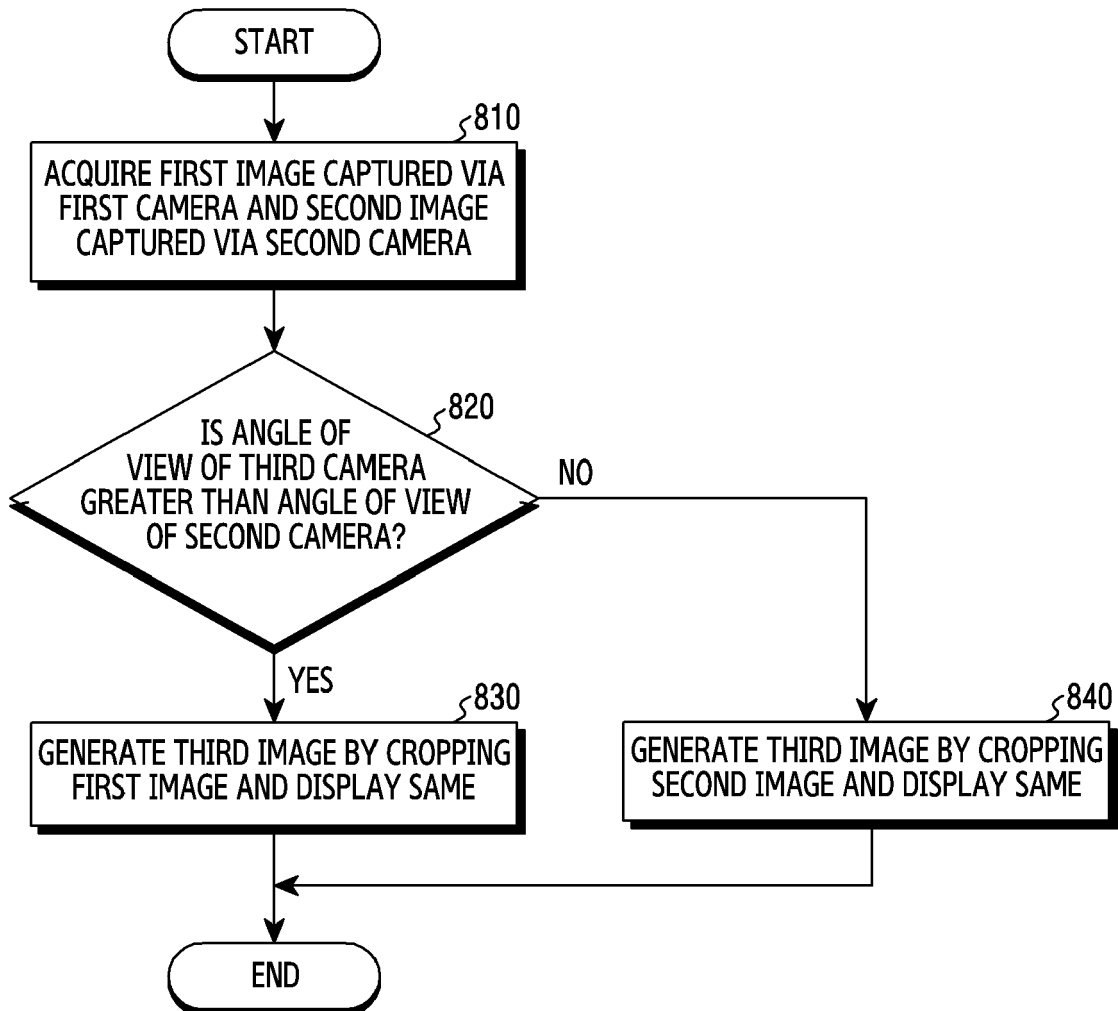 START
810
ACQUIRE FIRST IMAGE CAPTURED VIA
FIRST CAMERA AND SECOND IMAGE
CAPTURED VIA SECOND CAMERA
820
IS ANGLE OF
VIEW OF THIRD CAMERA
GREATER THAN ANGLE OF VIEW
OF SECOND CAMERA?
NO
YES
830
GENERATE THIRD IMAGE BY CROPPING
FIRST IMAGE AND DISPLAY SAME
840
GENERATE THIRD IMAGE BY CROPPING
SECOND IMAGE AND DISPLAY SAME
END